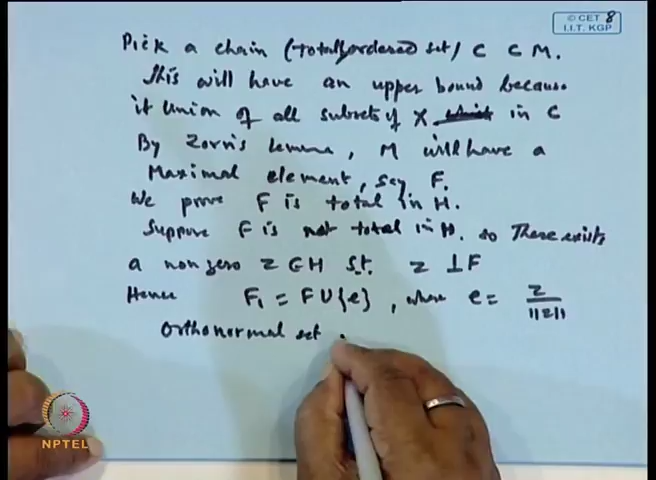 © CET
I.I.T. KGP
8
Pick a chain (totally ordered set) C ⊂ M.
This will have an upper bound because
it Union of all subsets of X in C
By Zorn's lemma, M will have a
Maximal element, say F.
We prove F is total in H.
Suppose F is not total in H. so There exists
a nonzero z ∈ H s.t. z ⊥ F
Hence F₁ = F ∪ {e}, where e = z/||z||
Orthonormal set
NPTEL